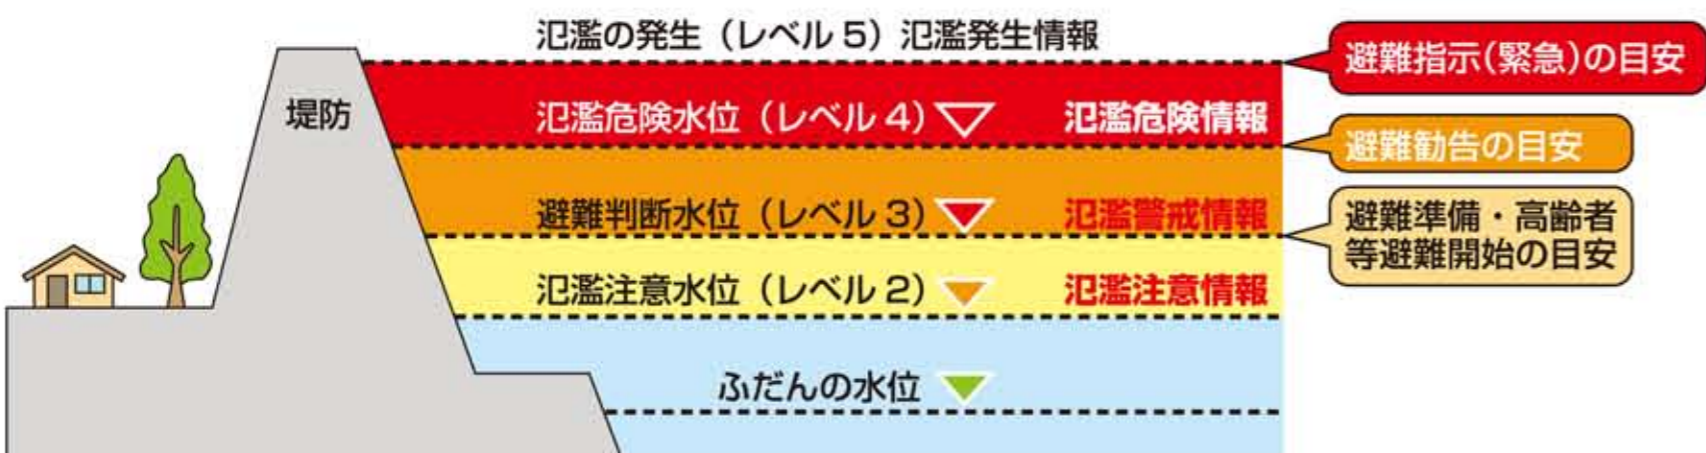 氾濫の発生（レベル5）氾濫発生情報
避難指示(緊急)の目安
堤防
氾濫危険水位（レベル4）
氾濫危険情報
避難勧告の目安
避難判断水位（レベル3）
氾濫警戒情報
避難準備・高齢者
等避難開始の目安
氾濫注意水位（レベル2）
氾濫注意情報
ふだんの水位